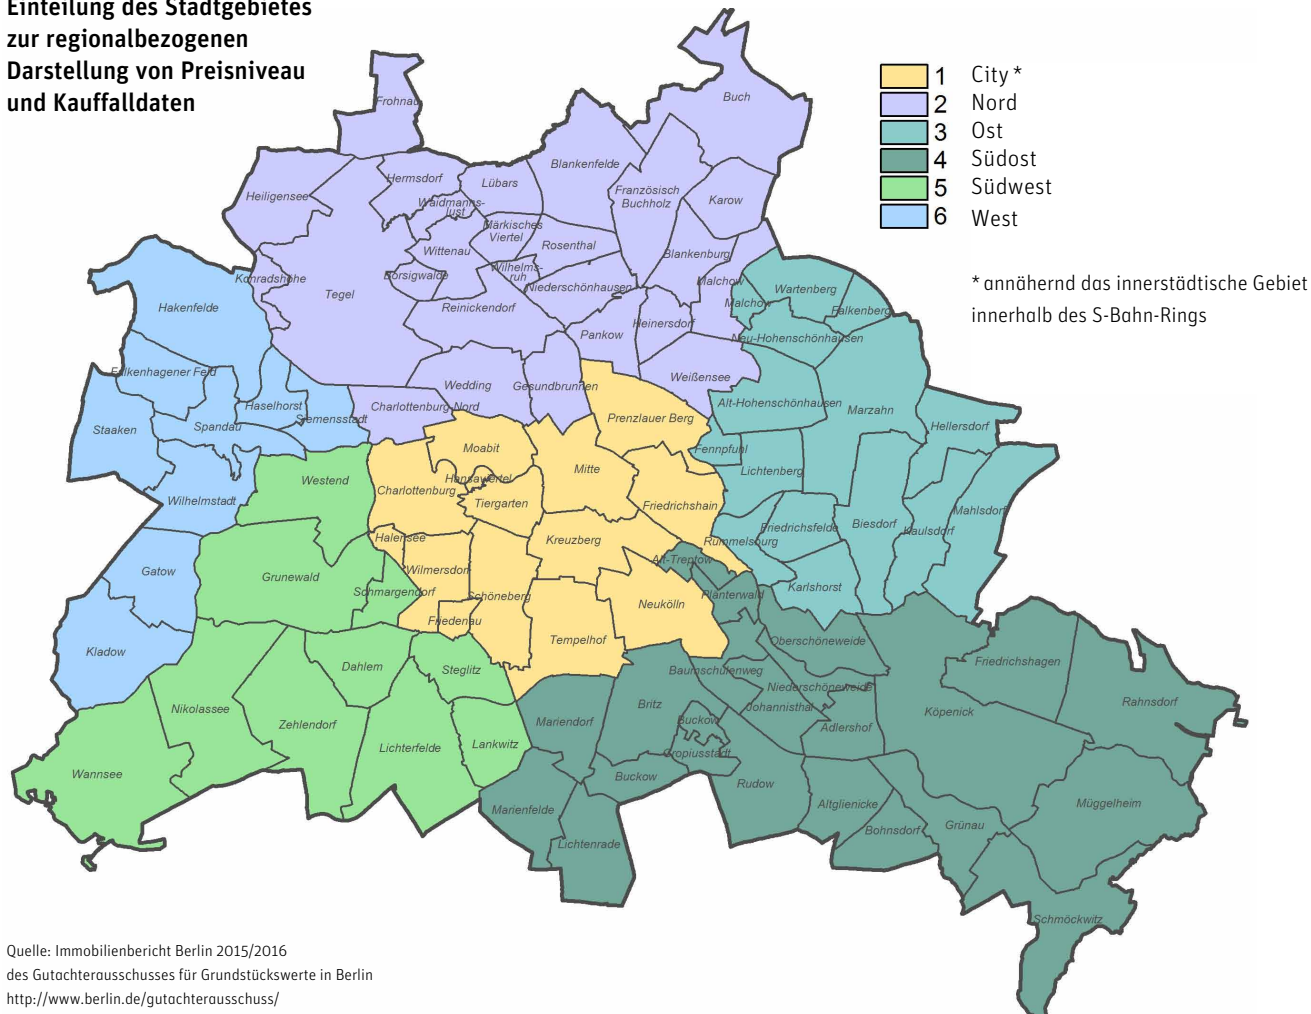 Einteilung des Stadtgebietes
zur regionalbezogenen
Darstellung von Preisniveau
und Kauffalldaten
1 City *
2 Nord
3 Ost
4 Südost
5 Südwest
6 West
* annähernd das innerstädtische Gebiet
innerhalb des S-Bahn-Rings
Frohnau
Buch
Heiligensee
Hermsdorf
Lübars
Blankenfelde
Französisch
Buchholz
Karow
Waidmanns-
lust
Märkisches
Viertel
Rosenthal
Wittenau
Blankenburg
Konradshöhe
Tegel
Borsigwalde
Wilhelms-
ruh
Niederschönhausen
Malchow
Reinickendorf
Pankow
Heinersdorf
Wedding
Gesundbrunnen
Weißensee
Charlottenburg-Nord
Wartenberg
Malchow
Falkenberg
Neu-Hohenschönhausen
Alt-Hohenschönhausen
Marzahn
Hellersdorf
Fennpfuhl
Lichtenberg
Mahlsdorf
Friedrichsfelde
Biesdorf
Kaulsdorf
Rummelsburg
Karlshorst
Hakenfelde
Falkenhagener Feld
Haselhorst
Siemensstadt
Staaken
Spandau
Wilhelmstadt
Gatow
Kladow
Prenzlauer Berg
Moabit
Mitte
Hansaviertel
Charlottenburg
Tiergarten
Friedrichshain
Halensee
Kreuzberg
Wilmersdorf
Schöneberg
Neukölln
Friedenau
Tempelhof
Westend
Grunewald
Schmargendorf
Dahlem
Steglitz
Nikolassee
Zehlendorf
Lichterfelde
Lankwitz
Wannsee
Alt-Treptow
Plänterwald
Oberschöneweide
Baumschulenweg
Niederschöneweide
Johannisthal
Britz
Mariendorf
Buckow
Gropiusstadt
Adlershof
Köpenick
Friedrichshagen
Rahnsdorf
Buckow
Rudow
Marienfelde
Altglienicke
Bohnsdorf
Grünau
Müggelheim
Lichtenrade
Schmöckwitz
Quelle: Immobilienbericht Berlin 2015/2016
des Gutachterausschusses für Grundstückswerte in Berlin
http://www.berlin.de/gutachterausschuss/